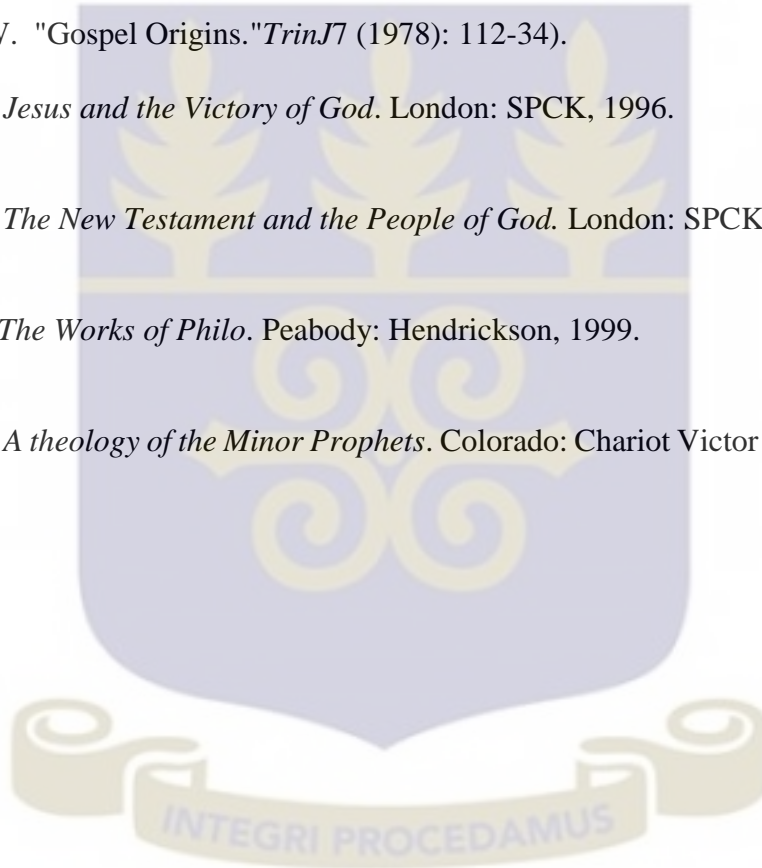 . "Gospel Origins."TrinJ7 (1978): 112-34).
Jesus and the Victory of God. London: SPCK, 1996.
The New Testament and the People of God. London: SPCK
The Works of Philo. Peabody: Hendrickson, 1999.
A theology of the Minor Prophets. Colorado: Chariot Victor
INTEGRI PROCEDAMUS